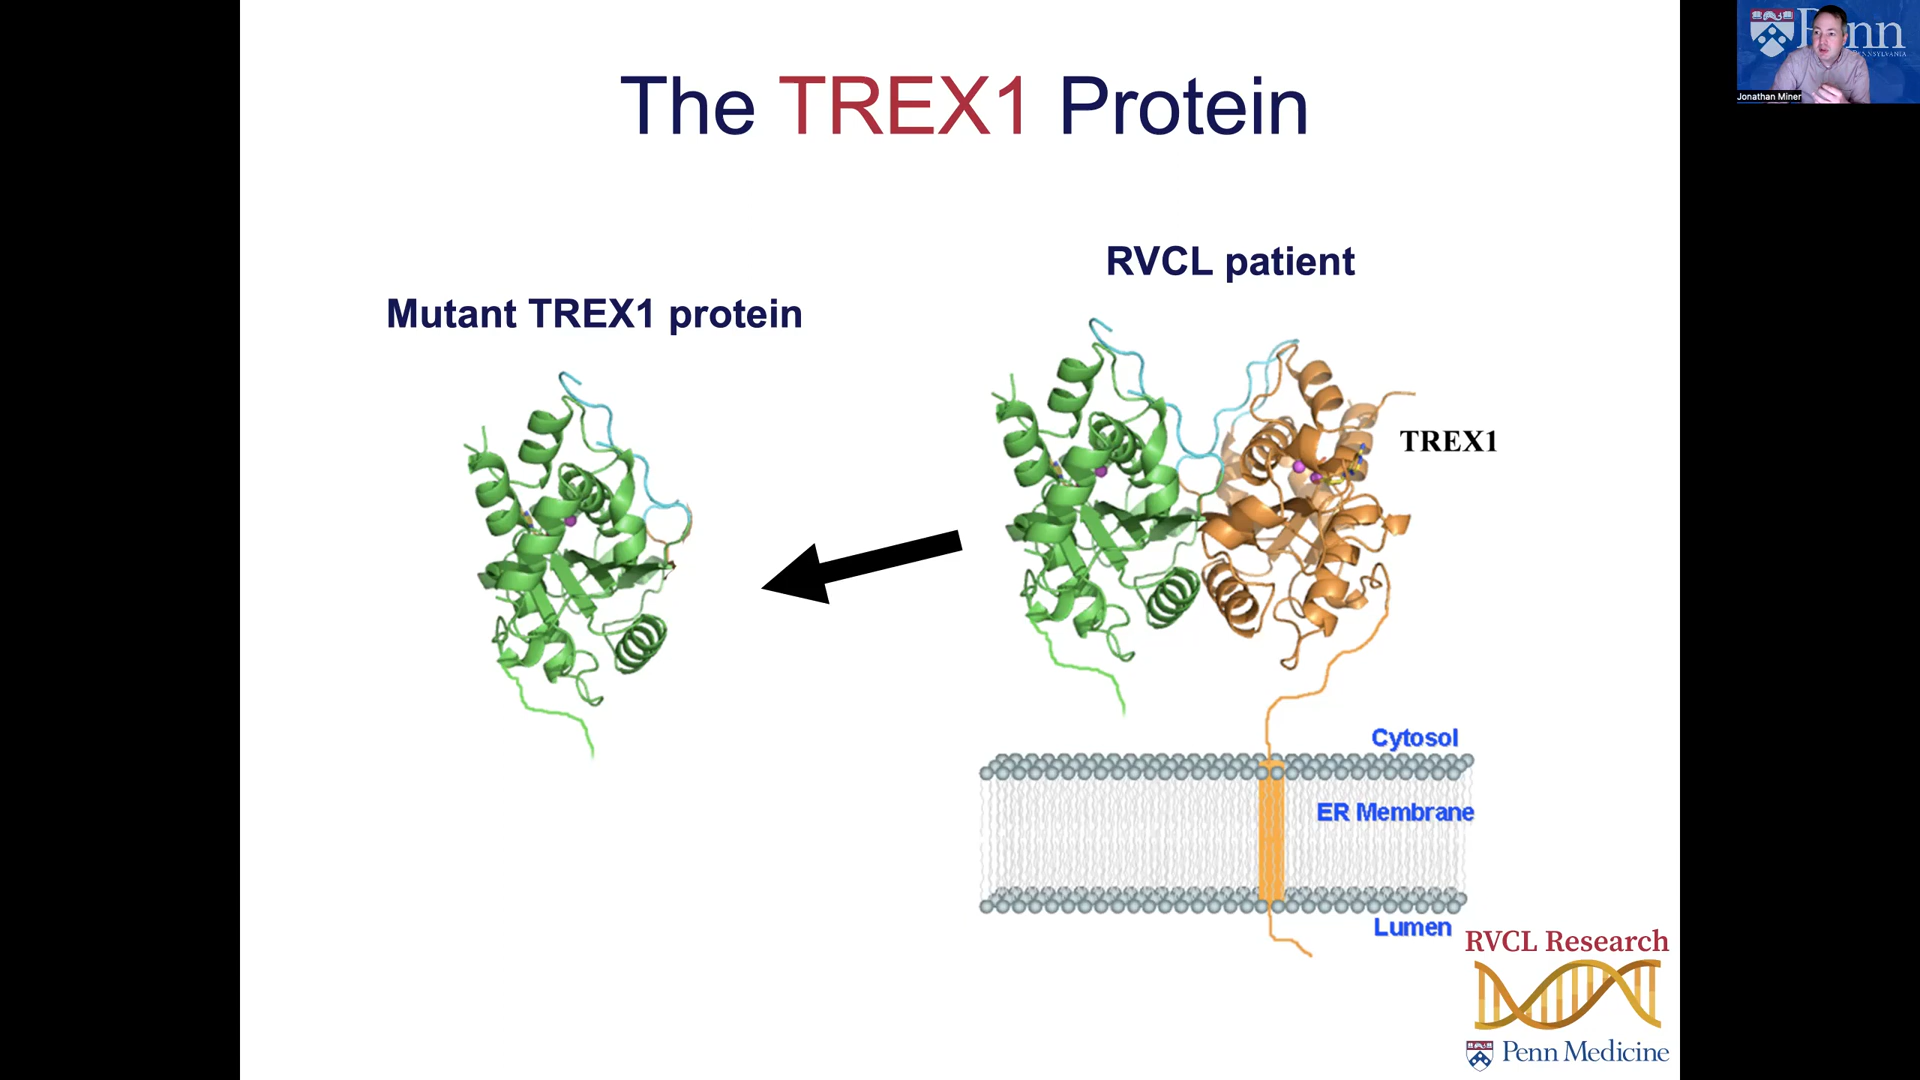 The TREX1 Protein
RVCL patient
Mutant TREX1 protein
TREX1
Cytosol
ER Membrane
Lumen
RVCL Research
Penn Medicine
Jonathan Miner